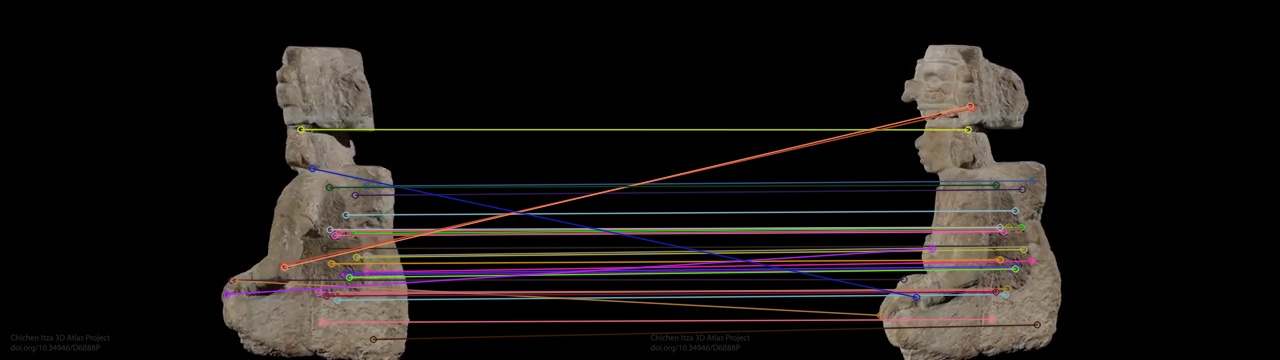 Chichen Itza 3D Atlas Project
doi.org/10.34946/D6B88P
Chichen Itza 3D Atlas Project
doi.org/10.34946/D6B88P